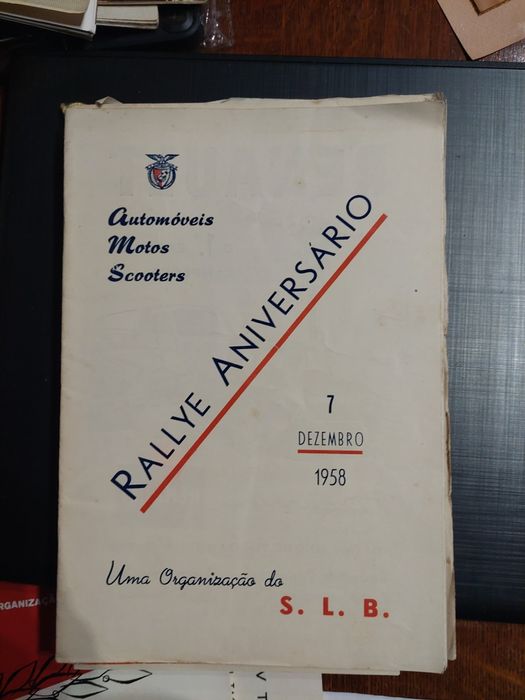 Automóveis
Motos
Scooters
RALLYE ANIVERSÁRIO
7
DEZEMBRO
1958
Uma Organização do
S. L. B.